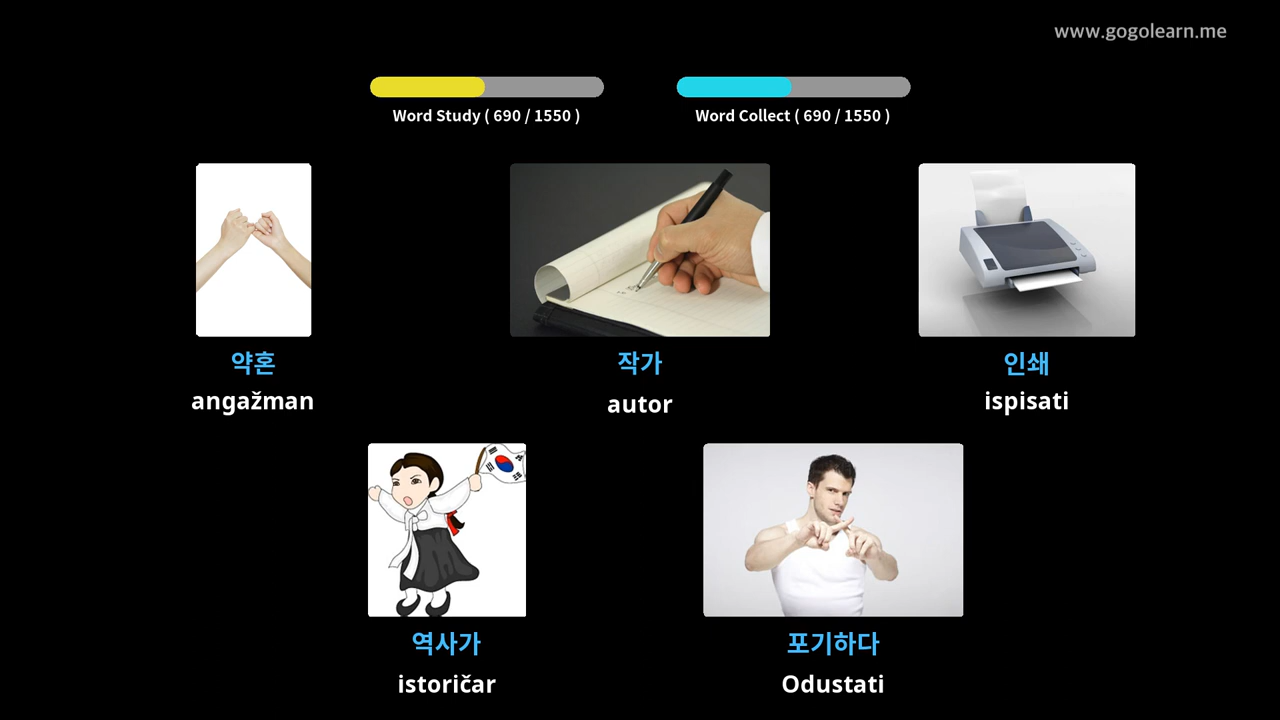 www.gogolearn.me
Word Study ( 690 / 1550 )
Word Collect ( 690 / 1550 )
약혼
angažman
작가
autor
인쇄
ispisati
역사가
istoričar
포기하다
Odustati